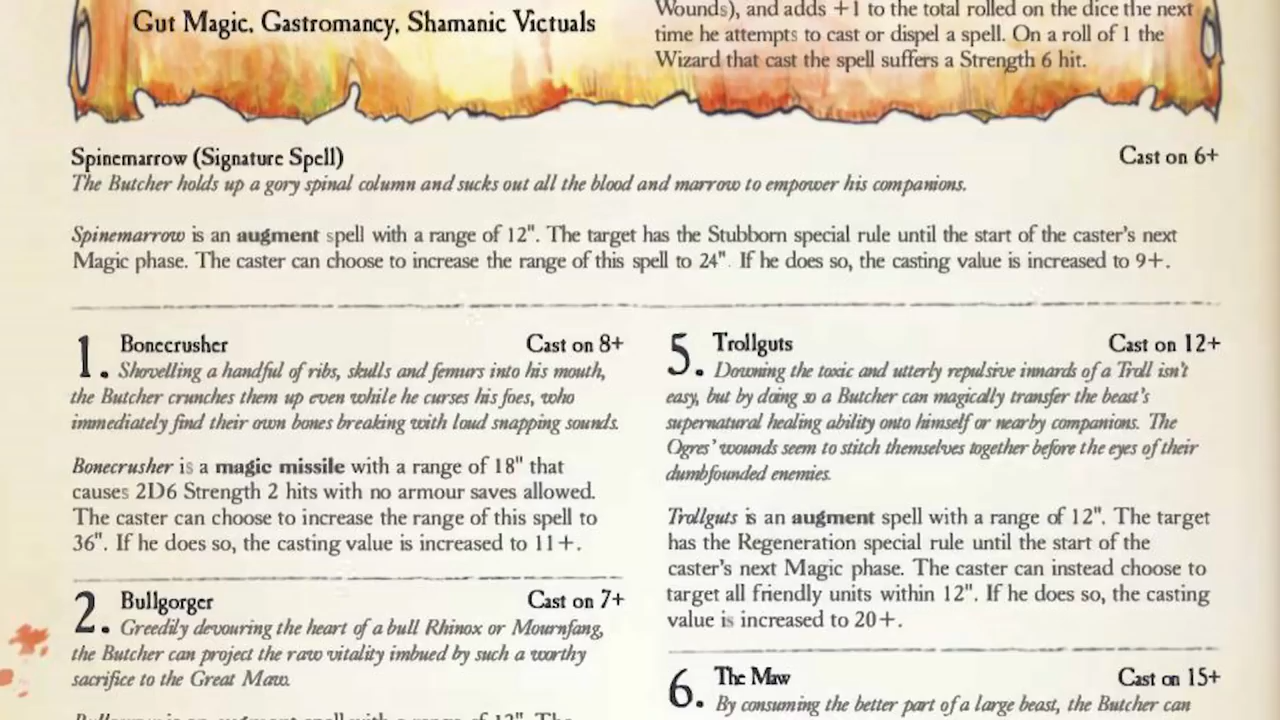 Gut Magic, Gastromancy, Shamanic Victuals
Wounds), and adds +1 to the total rolled on the dice the next
time he attempts to cast or dispel a spell. On a roll of 1 the
Wizard that cast the spell suffers a Strength 6 hit.
Spinemarrow (Signature Spell) Cast on 6+
The Butcher holds up a gory spinal column and sucks out all the blood and marrow to empower his companions.
Spinemarrow is an augment spell with a range of 12". The target has the Stubborn special rule until the start of the caster's next
Magic phase. The caster can choose to increase the range of this spell to 24". If he does so, the casting value is increased to 9+.
1. Bonecrusher Cast on 8+
Shovelling a handful of ribs, skulls and femurs into his mouth,
the Butcher crunches them up even while he curses his foes, who
immediately find their own bones breaking with loud snapping sounds.
Bonecrusher is a magic missile with a range of 18" that
causes 2D6 Strength 2 hits with no armour saves allowed.
The caster can choose to increase the range of this spell to
36". If he does so, the casting value is increased to 11+.
2. Bullgorger Cast on 7+
Greedily devouring the heart of a bull Rhinox or Mournfang,
the Butcher can project the raw vitality imbued by such a worthy
sacrifice to the Great Maw.
Bullgorger is an augment spell with a range of 12". The
5. Trollguts Cast on 12+
Downing the toxic and utterly repulsive innards of a Troll isn't
easy, but by doing so a Butcher can magically transfer the beast's
supernatural healing ability onto himself or nearby companions. The
Ogres' wounds seem to stitch themselves together before the eyes of their
dumbfounded enemies.
Trollguts is an augment spell with a range of 12". The target
has the Regeneration special rule until the start of the
caster's next Magic phase. The caster can instead choose to
target all friendly units within 12". If he does so, the casting
value is increased to 20+.
6. The Maw Cast on 15+
By consuming the better part of a large beast, the Butcher can